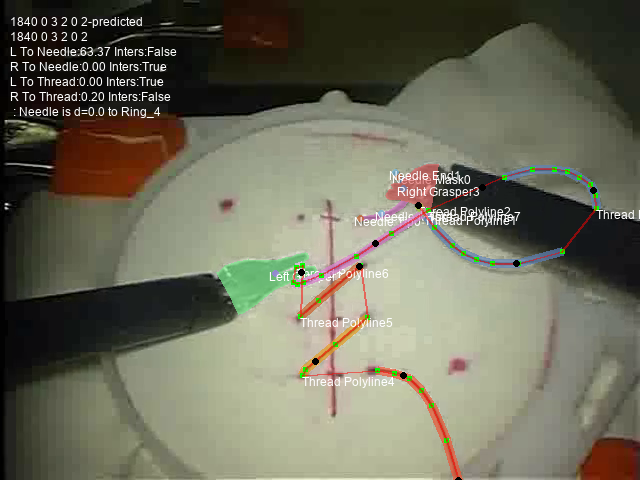 1840 0 3 2 0 2-predicted
1840 0 3 2 0 2
L To Needle:63.37 Inters:False
R To Needle:0.00 Inters:True
L To Thread:0.00 Inters:True
R To Thread:0.20 Inters:False
: Needle is d=0.0 to Ring_4
Needle End1
Needle Mask0
Right Grasper3
Thread Polyline2
Thread Polyline1
Left Grasper
Polyline6
Thread Polyline5
Thread Polyline4